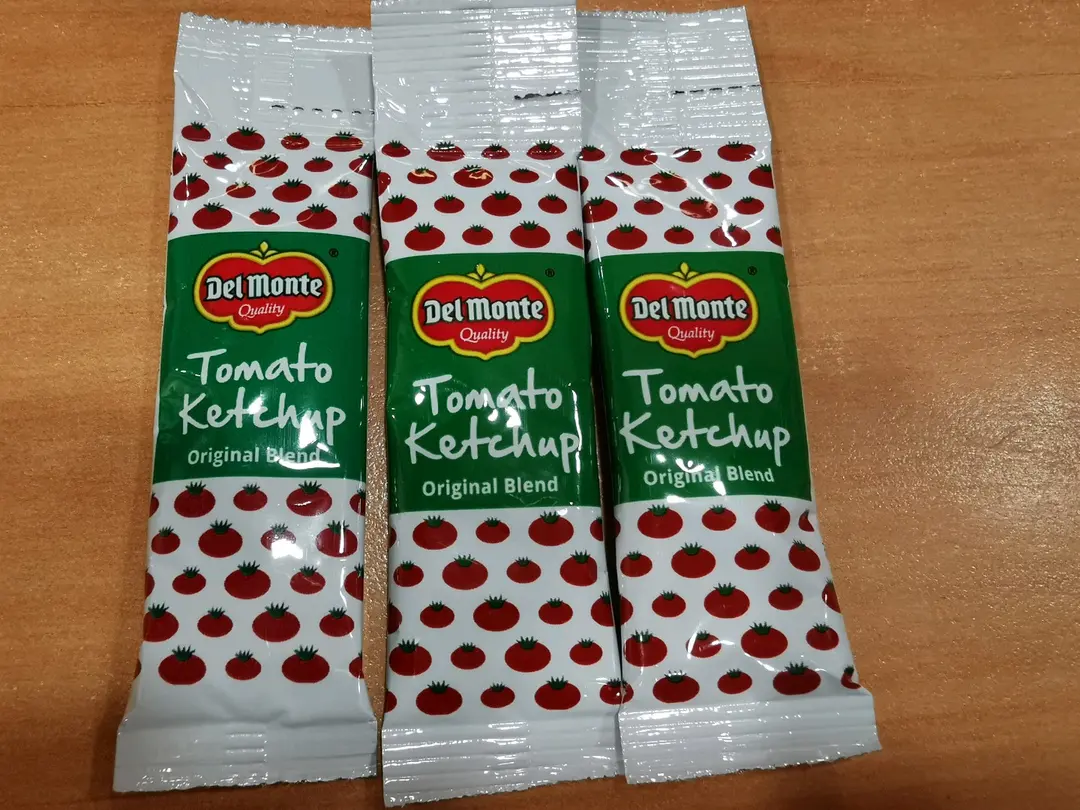 Del Monte
®
Quality
Tomato
Ketchup
Original Blend
Del Monte
®
Quality
Tomato
Ketchup
Original Blend
Del Monte
®
Quality
Tomato
Ketchup
Original Blend